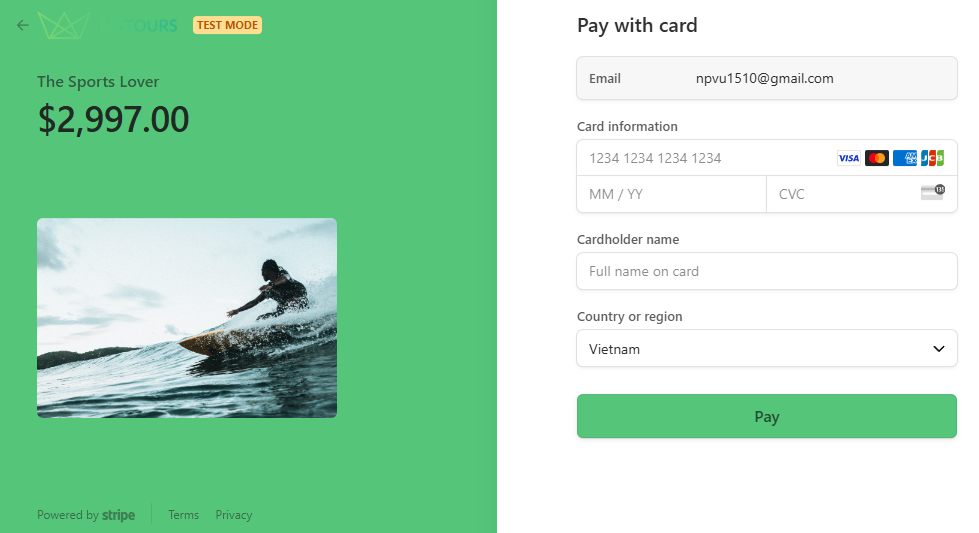 TOURS TEST MODE
The Sports Lover
$2,997.00
Powered by stripe
Terms Privacy
Pay with card
Email npvu1510@gmail.com
Card information
1234 1234 1234 1234 VISA AMEX JCB
MM / YY CVC 135
Cardholder name
Full name on card
Country or region
Vietnam
Pay